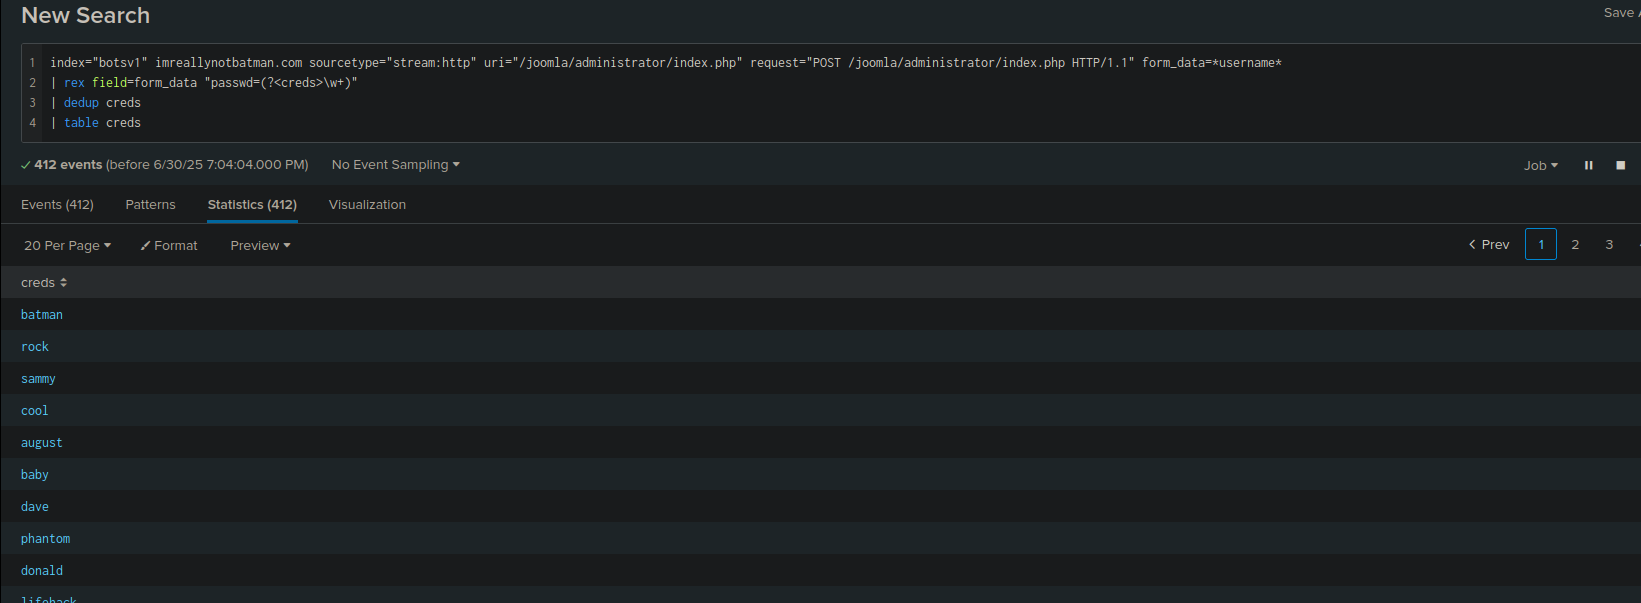 New Search
Save A
1 index="botsv1" imreallynotbatman.com sourcetype="stream:http" uri="/joomla/administrator/index.php" request="POST /joomla/administrator/index.php HTTP/1.1" form_data=*username*
2 | rex field=form_data "passwd=(?<creds>\w+)"
3 | dedup creds
4 | table creds
412 events (before 6/30/25 7:04:04.000 PM) No Event Sampling Job
Events (412) Patterns Statistics (412) Visualization
20 Per Page Format Preview Prev 1 2 3
creds
batman
rock
sammy
cool
august
baby
dave
phantom
donald
lifehack